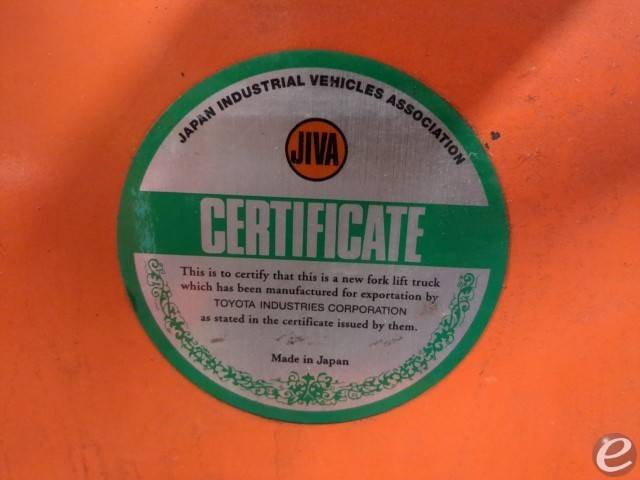 JAPAN INDUSTRIAL VEHICLES ASSOCIATION
JIVA
CERTIFICATE
This is to certify that this is a new fork lift truck
which has been manufactured for exportation by
TOYOTA INDUSTRIES CORPORATION
as stated in the certificate issued by them.
Made in Japan
e